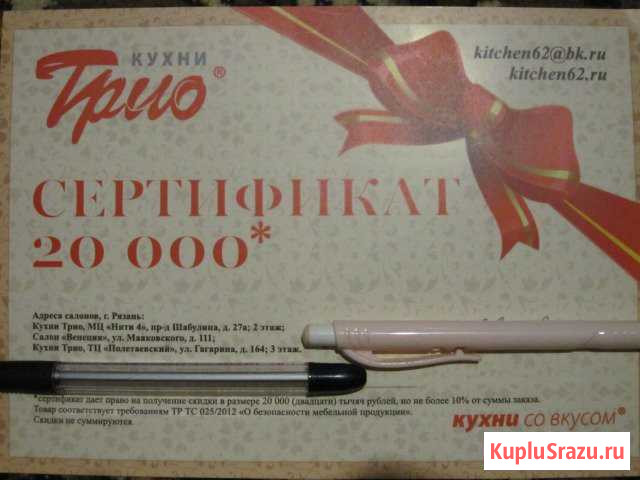 КУХНИ
Трио®
kitchen62@bk.ru
kitchen62.ru
СЕРТИФИКАТ
20 000*
Адреса салонов, г. Рязань:
Кухни Трио, МЦ «Нити 4», пр-д Шабулина, д. 27а; 2 этаж;
Салон «Венеция», ул. Маяковского, д. 111;
Кухни Трио, ТЦ «Полетаевский», ул. Гагарина, д. 164; 3 этаж.
*сертификат дает право на получение скидки в размере 20 000 (двадцати) тысяч рублей, но не более 10% от суммы заказа.
Товар соответствует требованиям ТР ТС 025/2012 «О безопасности мебельной продукции».
Скидки не суммируются
кухни со вкусом®
KupluSrazu.ru